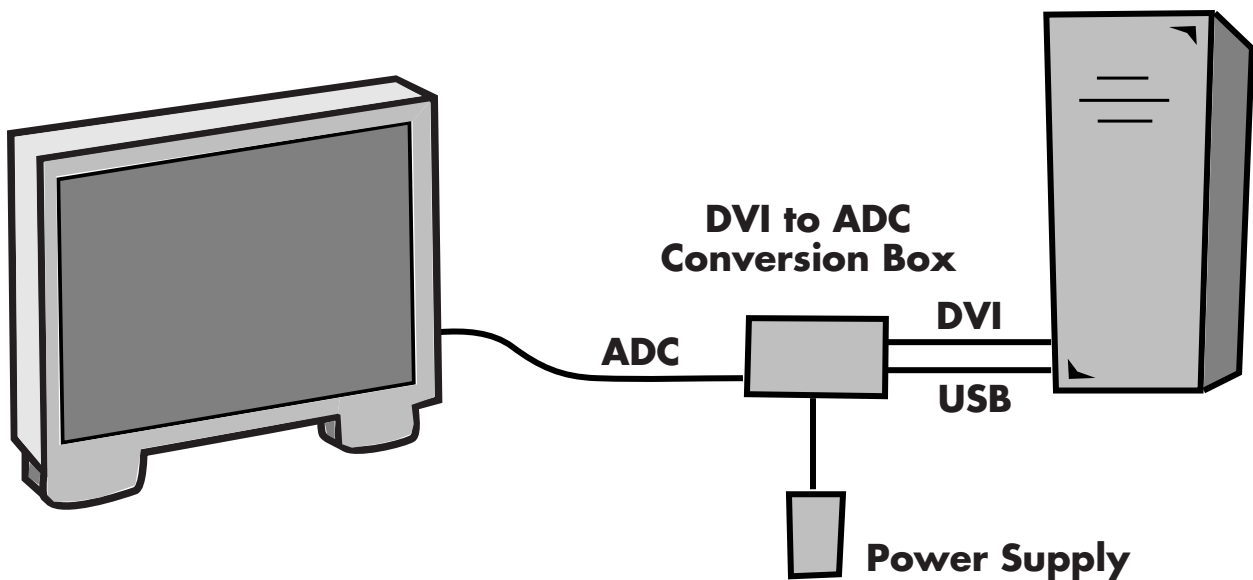 DVI to ADC
Conversion Box
DVI
ADC
USB
Power Supply